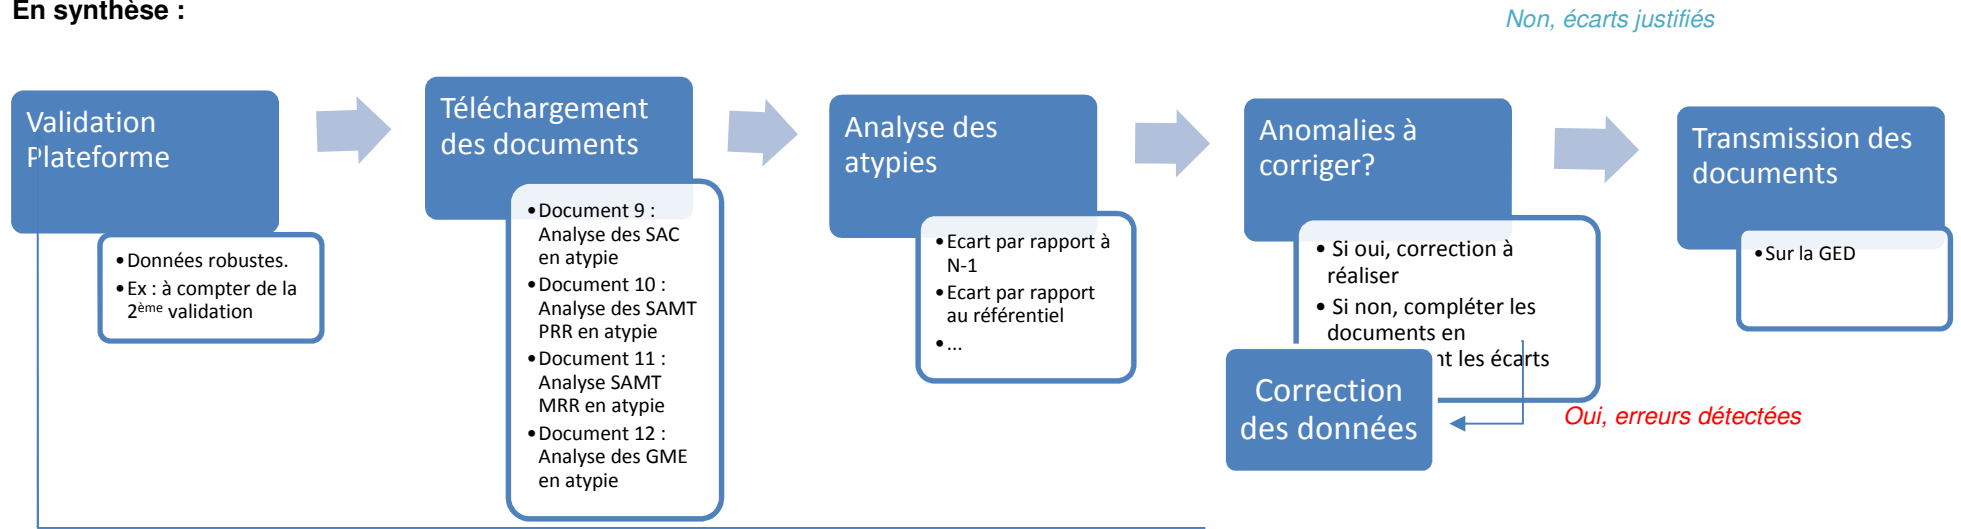 En synthèse :
Non, écarts justifiés
Validation
Plateforme
•Données robustes.
•Ex : à compter de la
2ème validation
Téléchargement
des documents
•Document 9 :
Analyse des SAC
en atypie
•Document 10 :
Analyse des SAMT
PRR en atypie
•Document 11 :
Analyse SAMT
MRR en atypie
•Document 12 :
Analyse des GME
en atypie
Analyse des
atypies
•Ecart par rapport à
N-1
•Ecart par rapport
au référentiel
•...
Anomalies à
corriger?
• Si oui, correction à
réaliser
• Si non, compléter les
documents en
nt les écarts
Correction
des données
Oui, erreurs détectées
Transmission des
documents
•Sur la GED